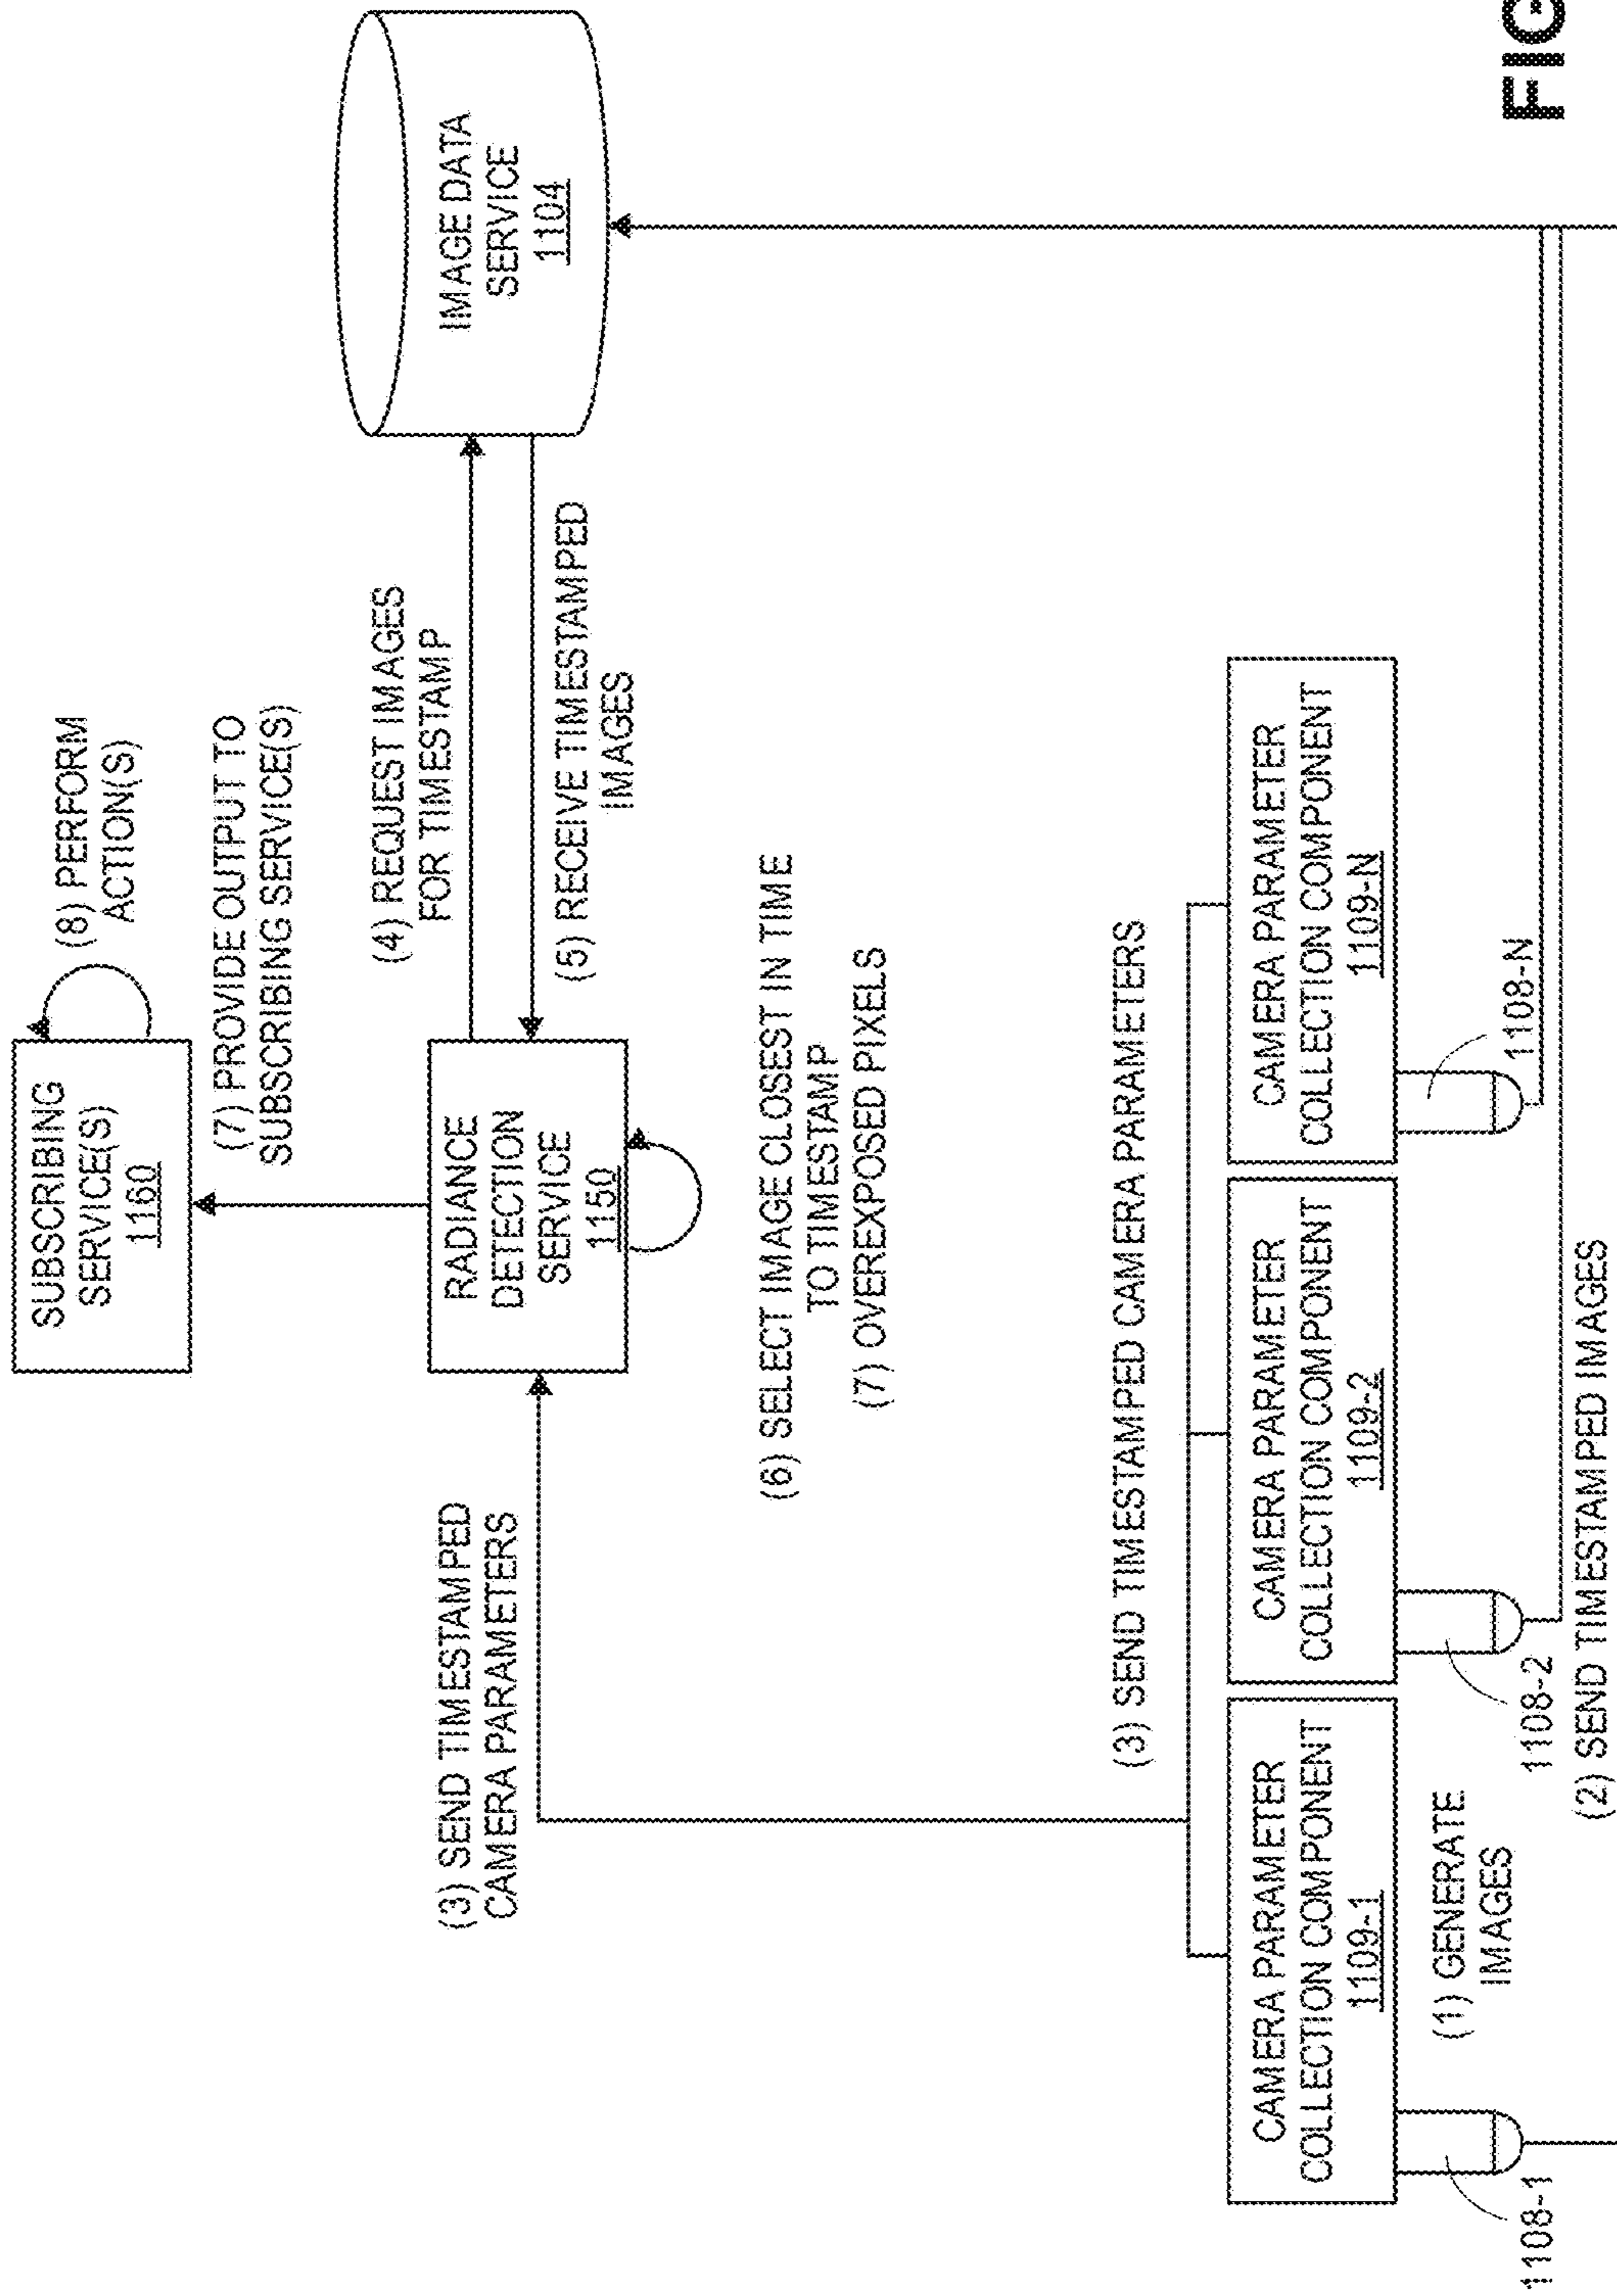 SUBSCRIBING
SERVICE(S)
1160
(8) PERFORM
ACTION(S)
(7) PROVIDE OUTPUT TO
SUBSCRIBING SERVICE(S)
(3) SEND TIMESTAMPED
CAMERA PARAMETERS
RADIANCE
DETECTION
SERVICE
1150
(4) REQUEST IMAGES
FOR TIMESTAMP
(5) RECEIVE TIMESTAMPED
IMAGES
IMAGE DATA
SERVICE
1104
(6) SELECT IMAGE CLOSEST IN TIME
TO TIMESTAMP
(7) OVEREXPOSED PIXELS
(3) SEND TIMESTAMPED CAMERA PARAMETERS
CAMERA PARAMETER
COLLECTION COMPONENT
1109-1
CAMERA PARAMETER
COLLECTION COMPONENT
1109-2
CAMERA PARAMETER
COLLECTION COMPONENT
1109-N
(1) GENERATE
IMAGES
1108-1
1108-2
1108-N
(2) SEND TIMESTAMPED IMAGES
FIG